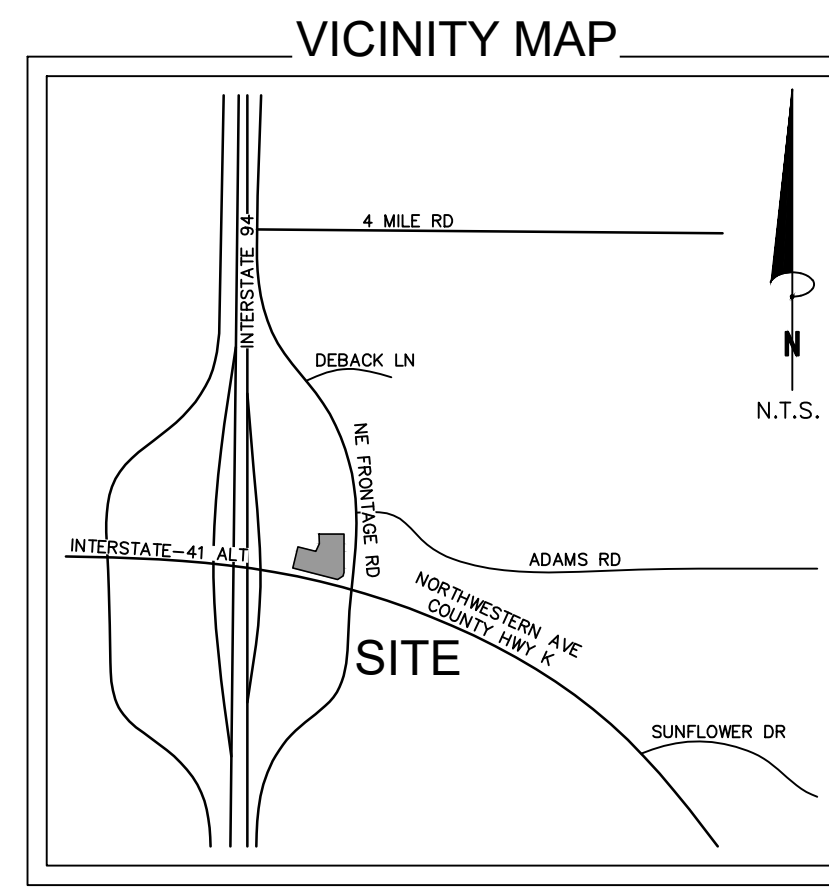 VICINITY MAP
4 MILE RD
INTERSTATE 94
DEBACK LN
N
N.T.S.
NE FRONTAGE RD
INTERSTATE-41 ALT
ADAMS RD
NORTHWESTERN AVE
COUNTY HWY K
SITE
SUNFLOWER DR